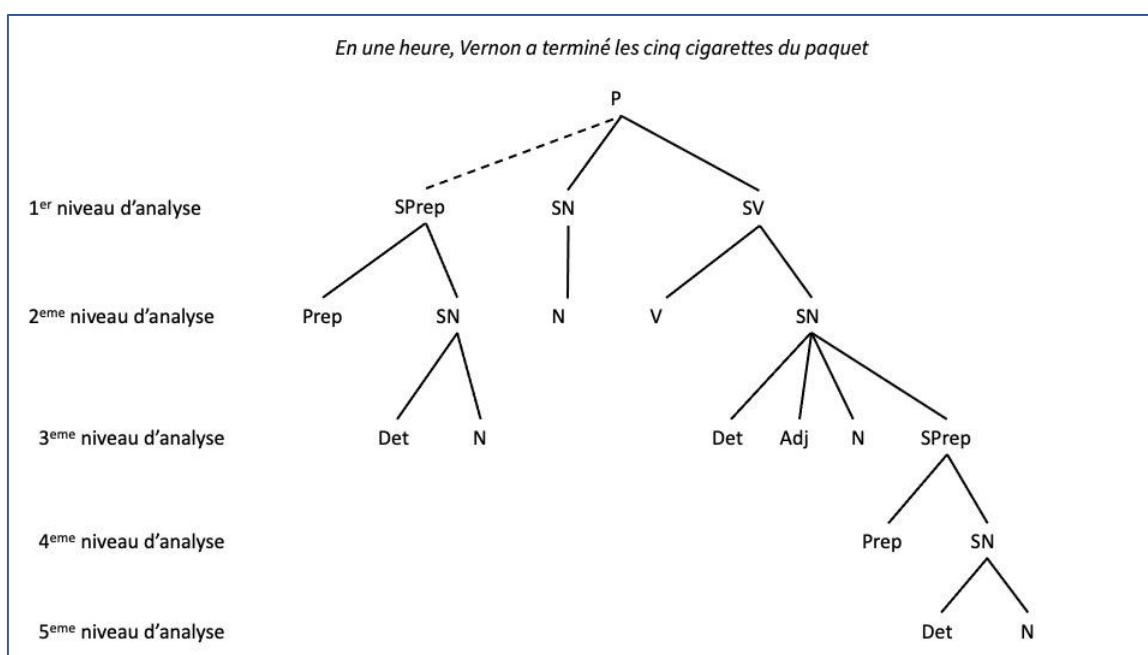 En une heure, Vernon a terminé les cinq cigarettes du paquet
P
1er niveau d’analyse SPrep SN SV
2eme niveau d’analyse Prep SN N V SN
3eme niveau d’analyse Det N Det Adj N SPrep
4eme niveau d’analyse Prep SN
5eme niveau d’analyse Det N